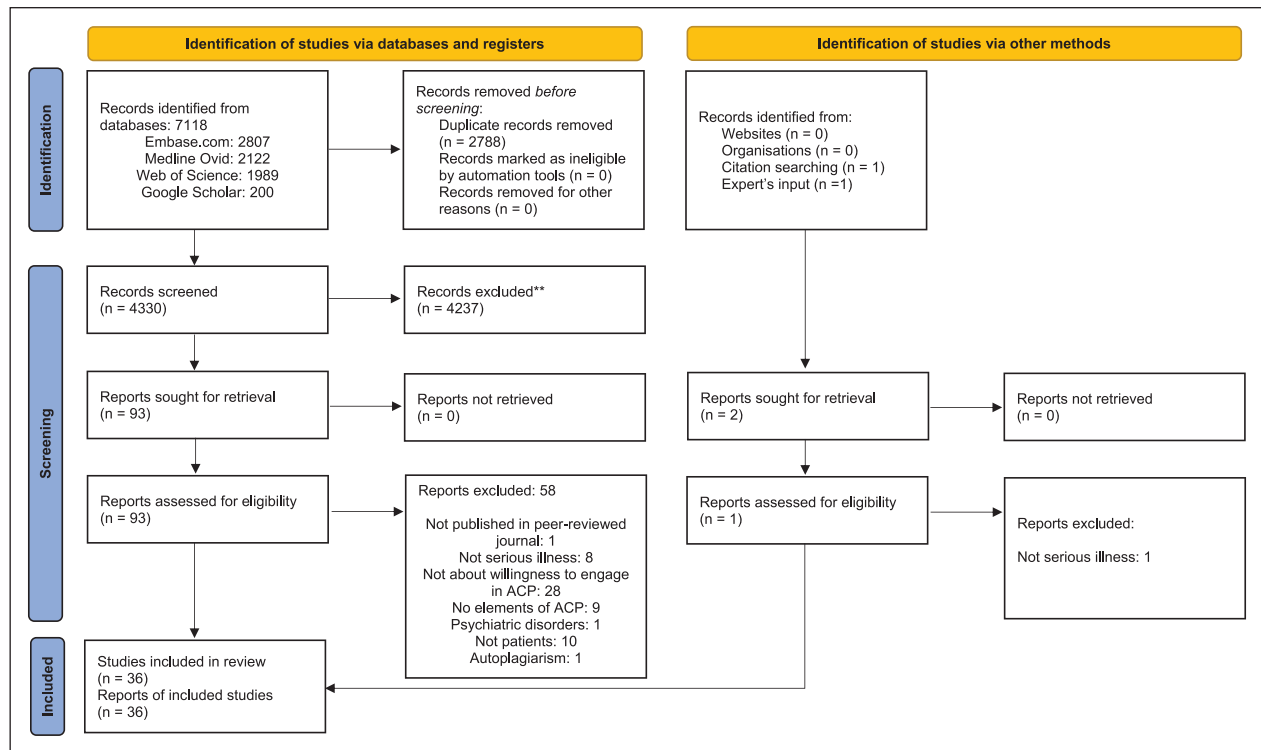 Identification of studies via databases and registers
Identification of studies via other methods
Identification
Records identified from
databases: 7118
Embase.com: 2807
Medline Ovid: 2122
Web of Science: 1989
Google Scholar: 200
Records removed before
screening:
Duplicate records removed
(n = 2788)
Records marked as ineligible
by automation tools (n = 0)
Records removed for other
reasons (n = 0)
Records identified from:
Websites (n = 0)
Organisations (n = 0)
Citation searching (n = 1)
Expert's input (n =1)
Screening
Records screened
(n = 4330)
Records excluded**
(n = 4237)
Reports sought for retrieval
(n = 93)
Reports not retrieved
(n = 0)
Reports sought for retrieval
(n = 2)
Reports not retrieved
(n = 0)
Reports assessed for eligibility
(n = 93)
Reports excluded: 58
Not published in peer-reviewed
journal: 1
Not serious illness: 8
Not about willingness to engage
in ACP: 28
No elements of ACP: 9
Psychiatric disorders: 1
Not patients: 10
Autoplagiarism: 1
Reports assessed for eligibility
(n = 1)
Reports excluded:
Not serious illness: 1
Included
Studies included in review
(n = 36)
Reports of included studies
(n = 36)